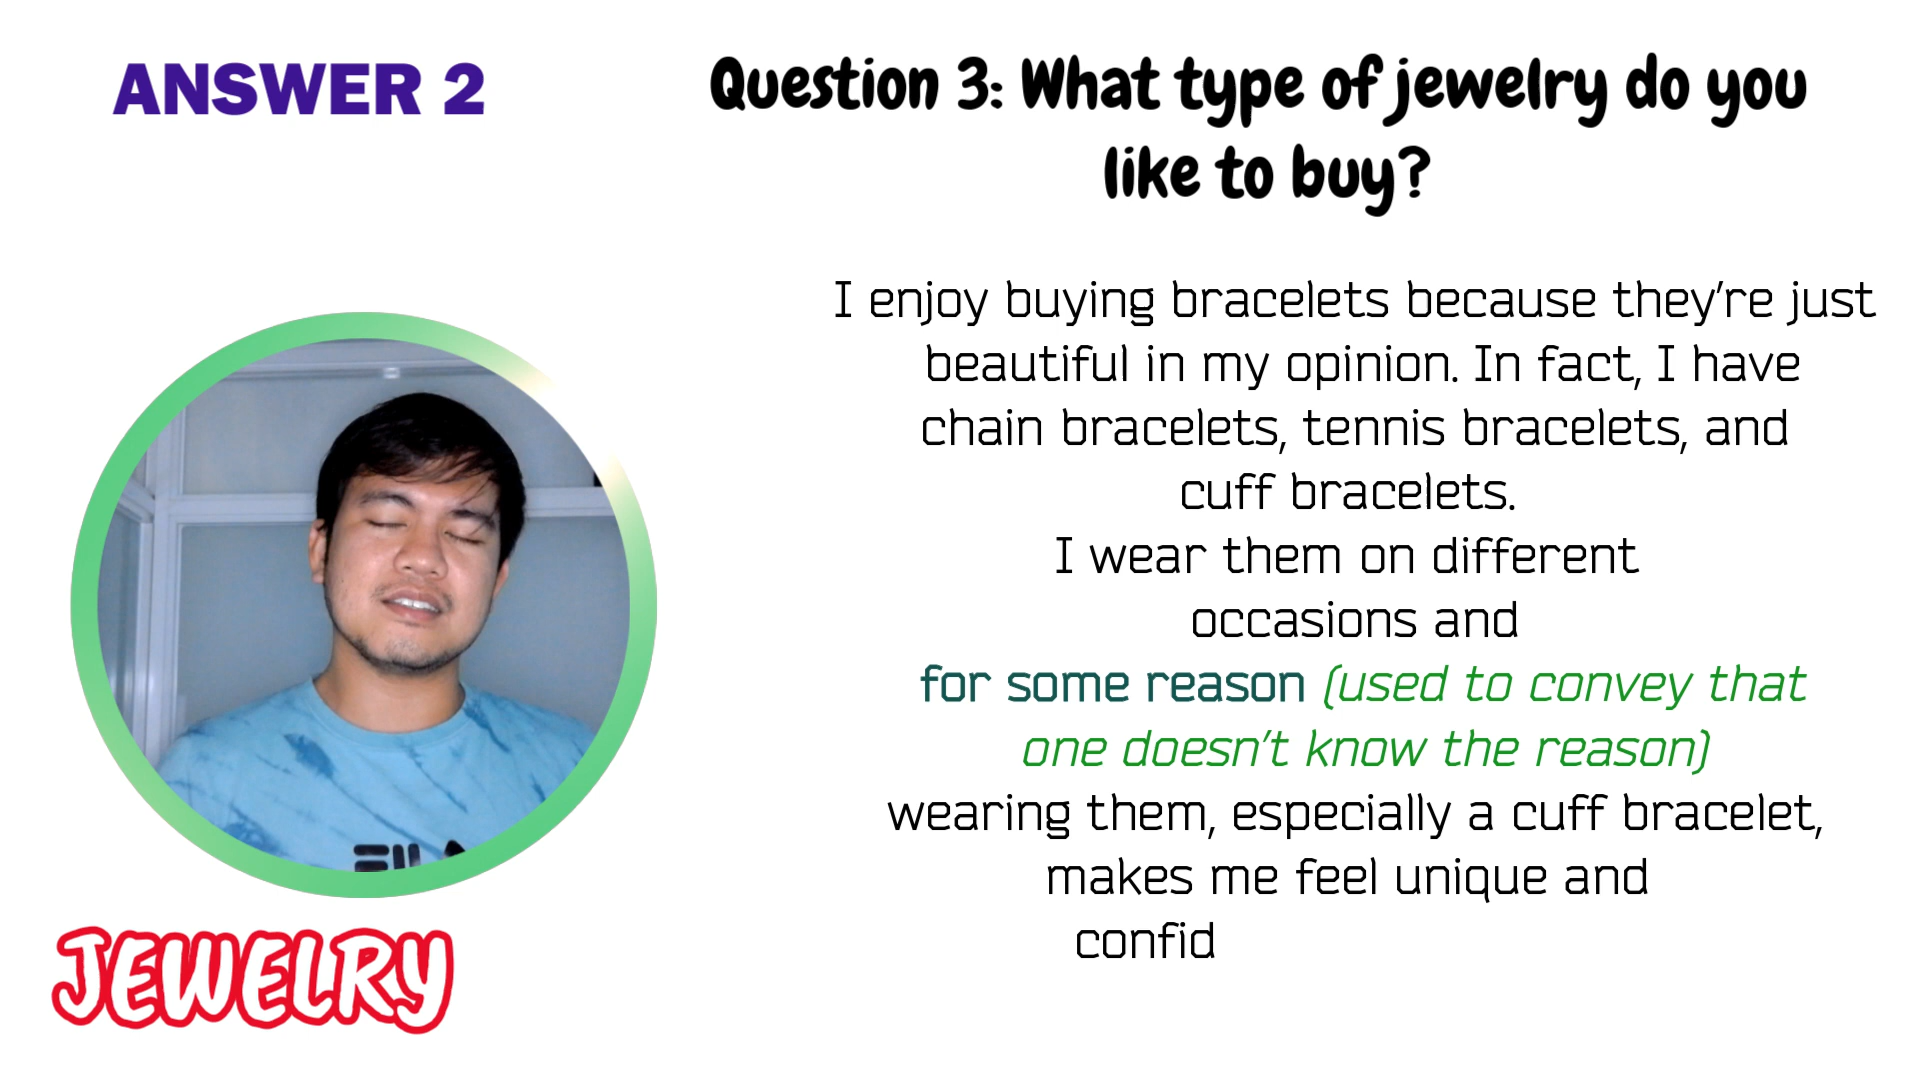 ANSWER 2
Question 3: What type of jewelry do you
like to buy?
I enjoy buying bracelets because they're just
beautiful in my opinion. In fact, I have
chain bracelets, tennis bracelets, and
cuff bracelets.
I wear them on different
occasions and
for some reason (used to convey that
one doesn't know the reason)
wearing them, especially a cuff bracelet,
makes me feel unique and
confid
JEWELRY